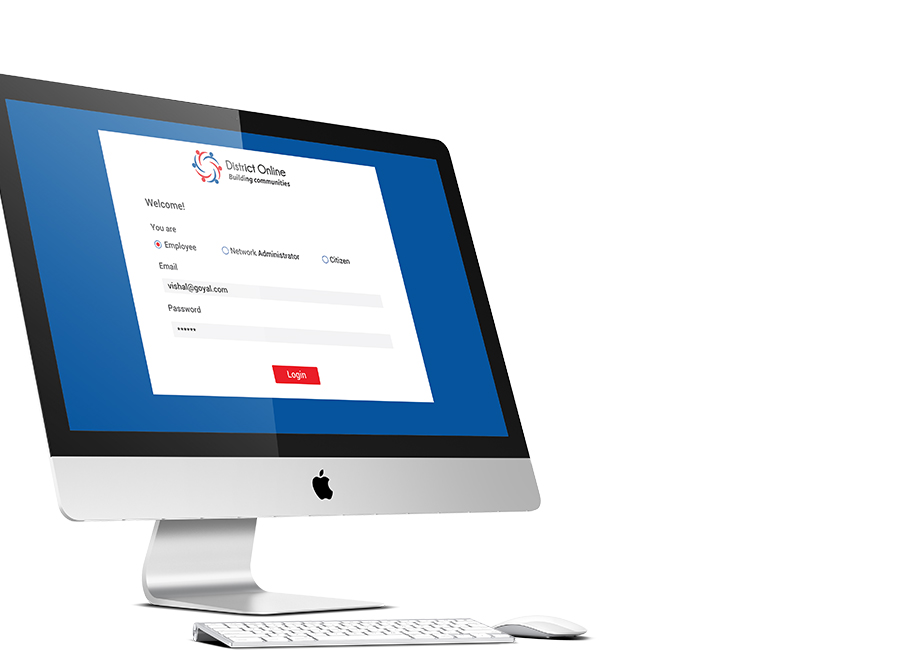 District Online
Building communities
Welcome!
You are
Employee
Network Administrator
Citizen
Email
vishal@goyal.com
Password
••••••
Login